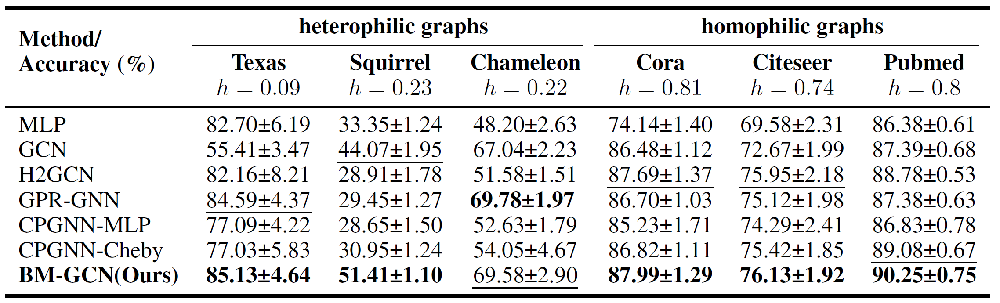 Method/ Accuracy (%) heterophilic graphs homophilic graphs
Texas Squirrel Chameleon Cora Citeseer Pubmed
h = 0.09 h = 0.23 h = 0.22 h = 0.81 h = 0.74 h = 0.8
MLP 82.70±6.19 33.35±1.24 48.20±2.63 74.14±1.40 69.58±2.31 86.38±0.61
GCN 55.41±3.47 44.07±1.95 67.04±2.23 86.48±1.12 72.67±1.99 87.39±0.68
H2GCN 82.16±8.21 28.91±1.78 51.58±1.51 87.69±1.37 75.95±2.18 88.78±0.53
GPR-GNN 84.59±4.37 29.45±1.27 69.78±1.97 86.70±1.03 75.12±1.98 87.38±0.63
CPGNN-MLP 77.09±4.22 28.65±1.50 52.63±1.79 85.23±1.71 74.29±2.41 86.83±0.78
CPGNN-Cheby 77.03±5.83 30.95±1.24 54.05±4.67 86.82±1.11 75.42±1.85 89.08±0.67
BM-GCN(Ours) 85.13±4.64 51.41±1.10 69.58±2.90 87.99±1.29 76.13±1.92 90.25±0.75